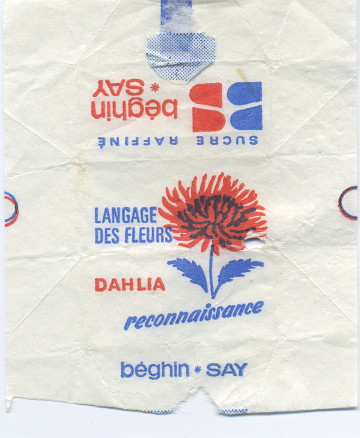 béghin
* SAY
SUCRE RAFFINÉ
LANGAGE
DES FLEURS
DAHLIA
reconnaissance
béghin * SAY